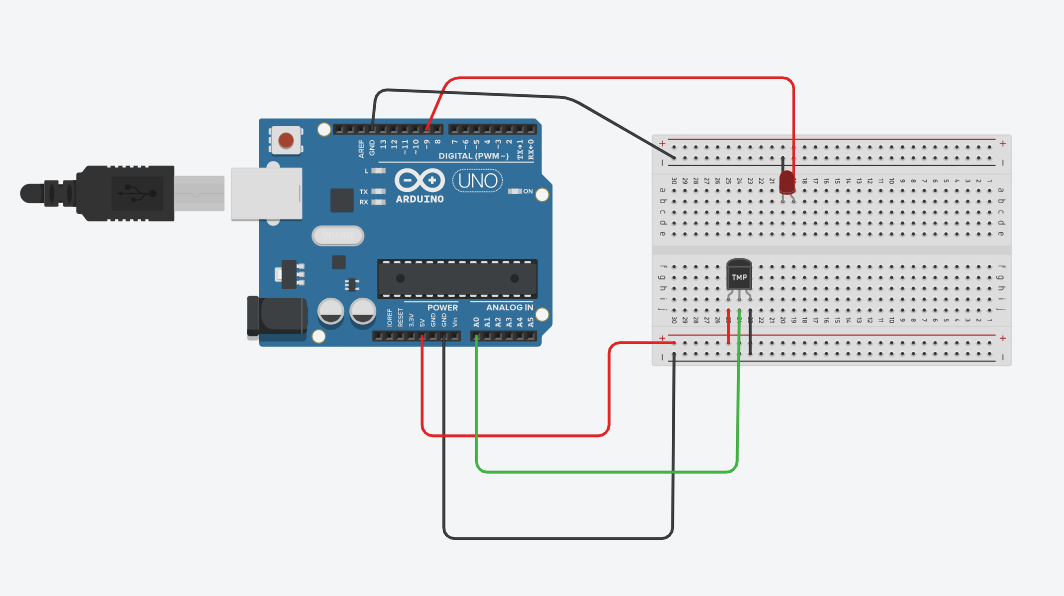 AREF
GND
13
12
~11
~10
~9
8
7
~6
~5
4
~3
2
TX→1
RX←0
DIGITAL (PWM~)
L
TX
RX
ARDUINO
UNO
ON
POWER
ANALOG IN
IOREF
RESET
3.3V
5V
GND
GND
Vin
A0
A1
A2
A3
A4
A5
+ +
− −
a a
b b
c c
d d
e e
f f
g g
h h
i i
j j
TMP
+ +
− −